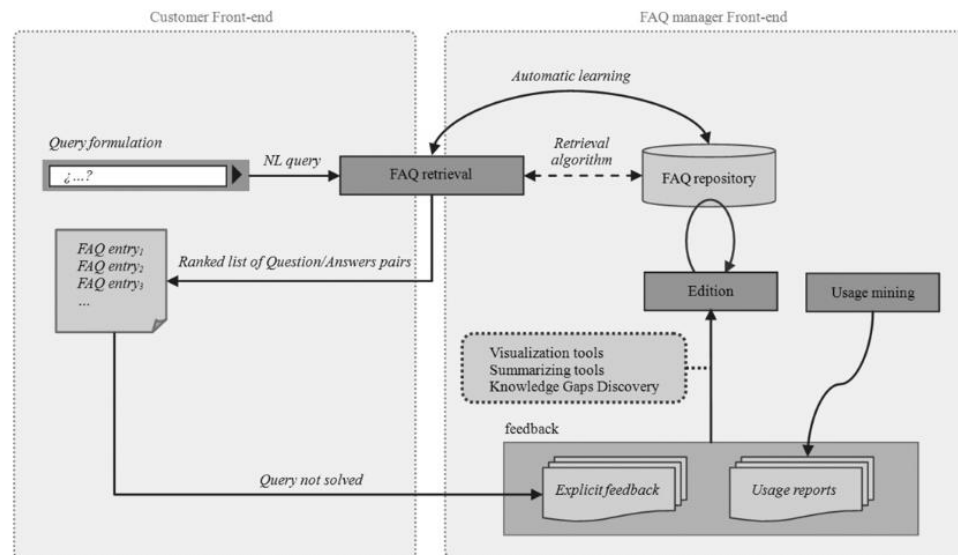 Customer Front-end
FAQ manager Front-end
Automatic learning
Query formulation
¿...?
NL query
FAQ retrieval
Retrieval
algorithm
FAQ repository
FAQ entry₁
FAQ entry₂
FAQ entry₃
...
Ranked list of Question/Answers pairs
Edition
Usage mining
Visualization tools
Summarizing tools
Knowledge Gaps Discovery
feedback
Query not solved
Explicit feedback
Usage reports